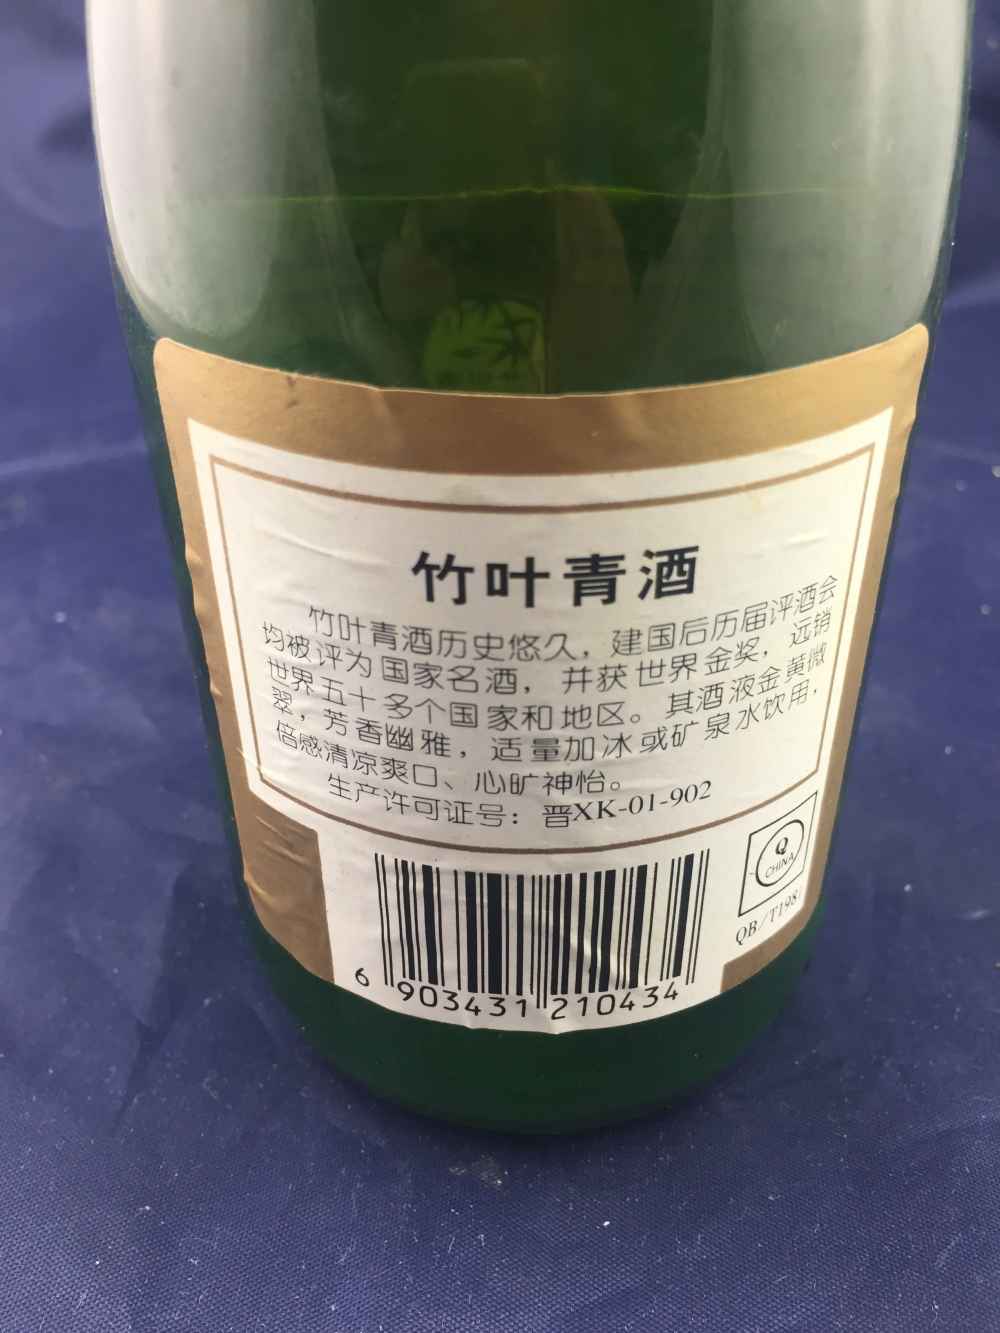 竹叶青酒
竹叶青酒历史悠久，建国后历届评酒会
均被评为国家名酒，并获世界金奖，远销
世界五十多个国家和地区。其酒液金黄微
翠，芳香幽雅，适量加冰或矿泉水饮用，
倍感清凉爽口、心旷神怡。
生产许可证号：晋XK-01-902
Q
CHINA
QB/T1981
6 903431 210434